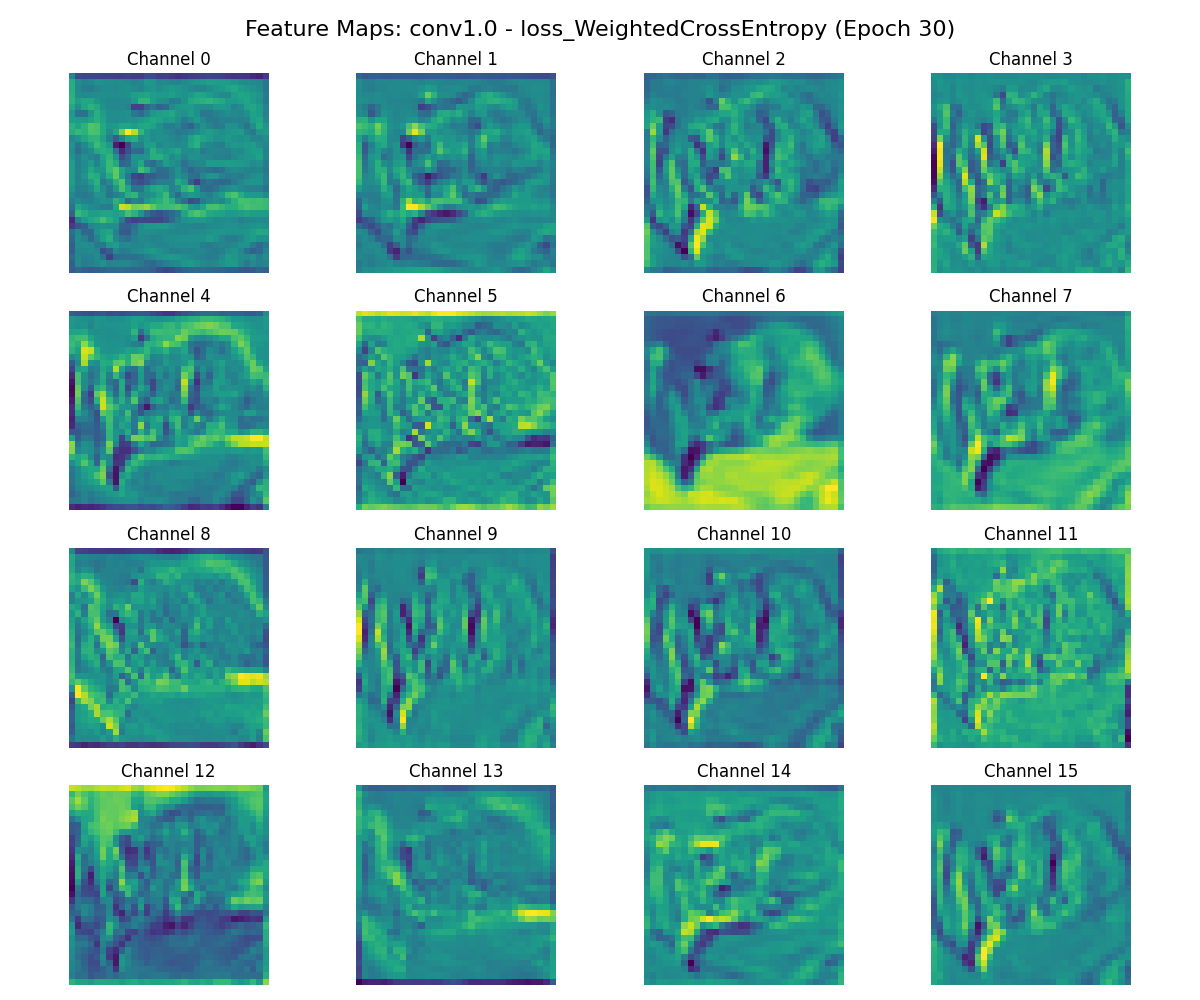 Feature Maps: conv1.0 - loss_WeightedCrossEntropy (Epoch 30)
Channel 0
Channel 1
Channel 2
Channel 3
Channel 4
Channel 5
Channel 6
Channel 7
Channel 8
Channel 9
Channel 10
Channel 11
Channel 12
Channel 13
Channel 14
Channel 15